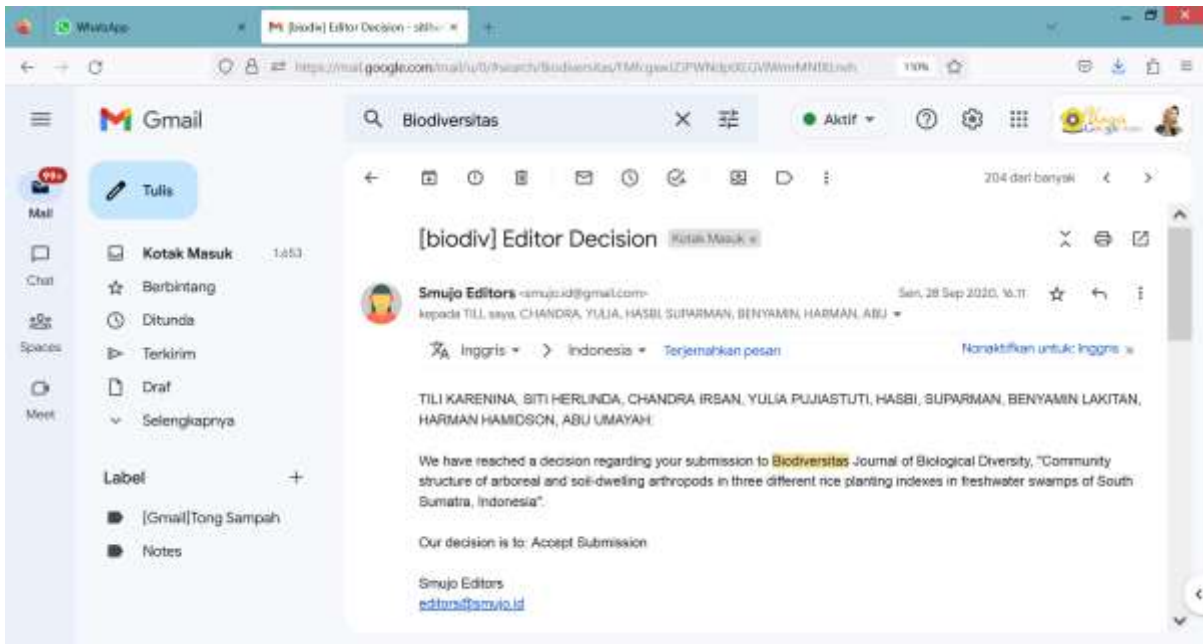 WhatsApp
[biodiv] Editor Decision - sitihe
google.com
110%
Gmail
Biodiversitas
Aktif
99+
Mail
Chat
Spaces
Meet
Tulis
Kotak Masuk 1.653
Berbintang
Ditunda
Terkirim
Draf
Selengkapnya
Label
[Gmail]Tong Sampah
Notes
204 dari banyak
[biodiv] Editor Decision Kotak Masuk x
Smujo Editors <smujo.id@gmail.com> Sen, 28 Sep 2020, 16.11
kepada TILI, saya, CHANDRA, YULIA, HASBI, SUPARMAN, BENYAMIN, HARMAN, ABU
Inggris > Indonesia Terjemahkan pesan Nonaktifkan untuk: Inggris x
TILI KARENINA, SITI HERLINDA, CHANDRA IRSAN, YULIA PUJIASTUTI, HASBI, SUPARMAN, BENYAMIN LAKITAN,
HARMAN HAMIDSON, ABU UMAYAH:
We have reached a decision regarding your submission to Biodiversitas Journal of Biological Diversity, "Community
structure of arboreal and soil-dwelling arthropods in three different rice planting indexes in freshwater swamps of South
Sumatra, Indonesia".
Our decision is to: Accept Submission
Smujo Editors
editors@smujo.id